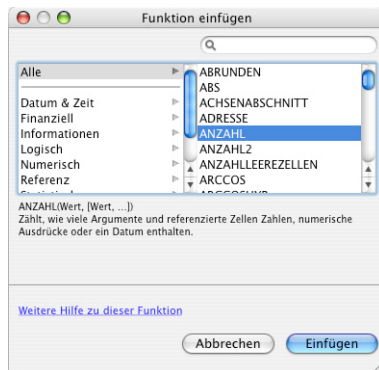 Funktion einfügen
Alle
Datum & Zeit
Finanziell
Informationen
Logisch
Numerisch
Referenz
ABRUNDEN
ABS
ACHSENABSCHNITT
ADRESSE
ANZAHL
ANZAHL2
ANZAHLLEEREZELLEN
ARCCOS
ANZAHL(Wert, [Wert, ...])
Zählt, wie viele Argumente und referenzierte Zellen Zahlen, numerische
Ausdrücke oder ein Datum enthalten.
Weitere Hilfe zu dieser Funktion
Abbrechen
Einfügen